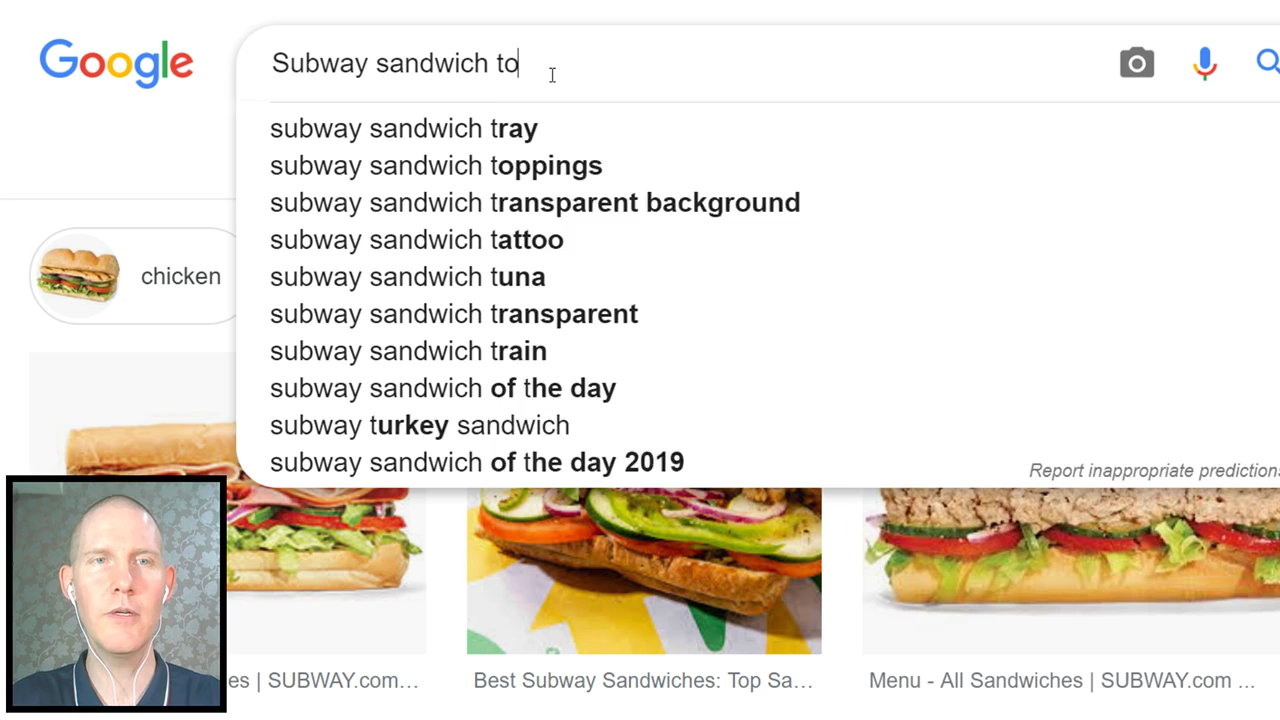 Google
Subway sandwich to
subway sandwich tray
subway sandwich toppings
subway sandwich transparent background
subway sandwich tattoo
subway sandwich tuna
subway sandwich transparent
subway sandwich train
subway sandwich of the day
subway turkey sandwich
subway sandwich of the day 2019
Report inappropriate predictions
chicken
es | SUBWAY.com...
Best Subway Sandwiches: Top Sa...
Menu - All Sandwiches | SUBWAY.com ...